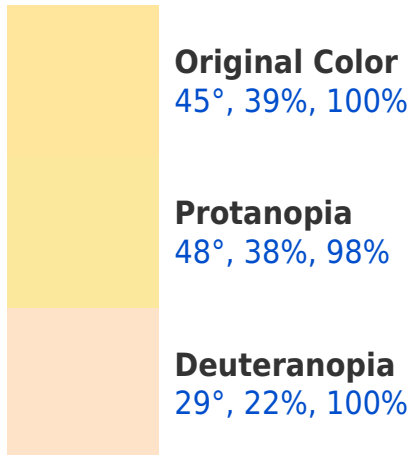 Original Color
45°, 39%, 100%
Protanopia
48°, 38%, 98%
Deuteranopia
29°, 22%, 100%